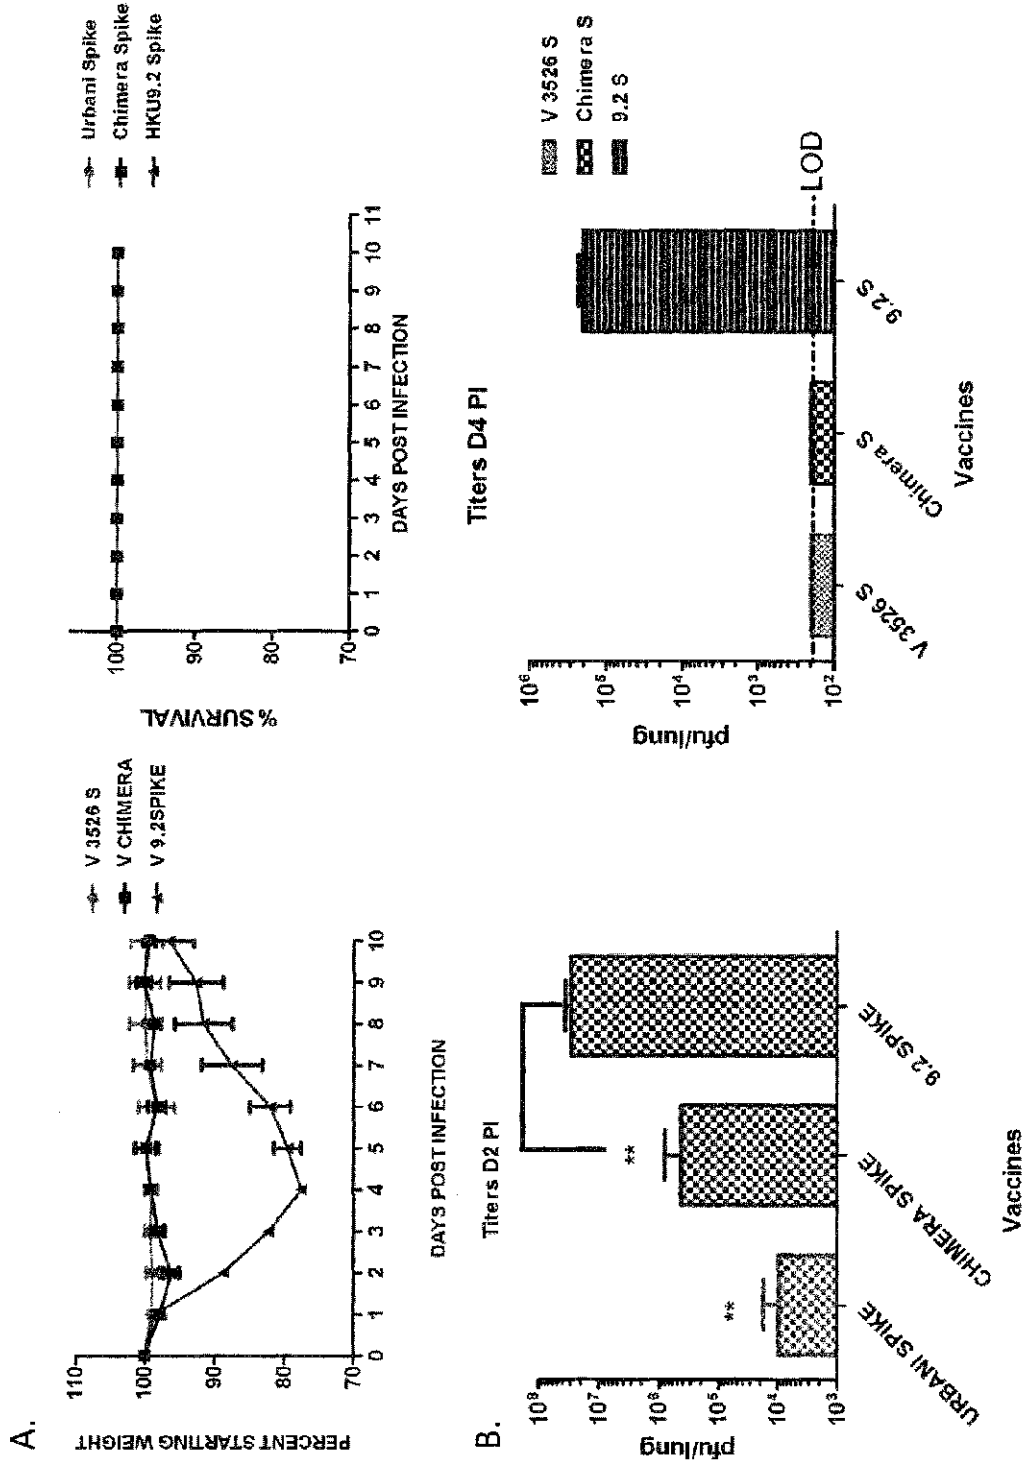 A.
PERCENT STARTING WEIGHT
110
100
90
80
70
0 1 2 3 4 5 6 7 8 9 10
DAYS POST INFECTION
V 3526 S
V CHIMERA
V 9.2SPIKE
% SURVIVAL
100
90
80
70
0 1 2 3 4 5 6 7 8 9 10 11
DAYS POST INFECTION
Urbani Spike
Chimera Spike
HKU9.2 Spike
B.
Titers D2 PI
pfu/lung
10⁸
10⁷
10⁶
10⁵
10⁴
10³
**
**
URBANI SPIKE
CHIMERA SPIKE
9.2 SPIKE
Vaccines
Titers D4 PI
pfu/lung
10⁶
10⁵
10⁴
10³
10²
LOD
V 3526 S
Chimera S
9.2 S
Vaccines
V 3526 S
Chimera S
9.2 S